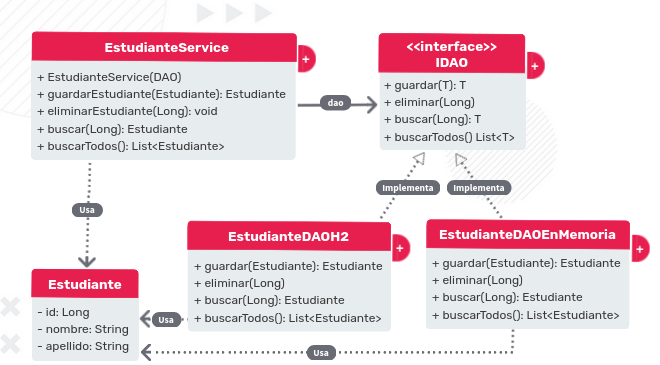 EstudianteService
+
+ EstudianteService(DAO)
+ guardarEstudiante(Estudiante): Estudiante
+ eliminarEstudiante(Long): void
+ buscar(Long): Estudiante
+ buscarTodos(): List<Estudiante>
dao
<<interface>>
IDAO
+
+ guardar(T): T
+ eliminar(Long)
+ buscar(Long): T
+ buscarTodos() List<T>
Implementa
Implementa
Usa
EstudianteDAOH2
+
+ guardar(Estudiante): Estudiante
+ eliminar(Long)
+ buscar(Long): Estudiante
+ buscarTodos(): List<Estudiante>
EstudianteDAOEnMemoria
+
+ guardar(Estudiante): Estudiante
+ eliminar(Long)
+ buscar(Long): Estudiante
+ buscarTodos(): List<Estudiante>
Estudiante
- id: Long
- nombre: String
- apellido: String
Usa
Usa